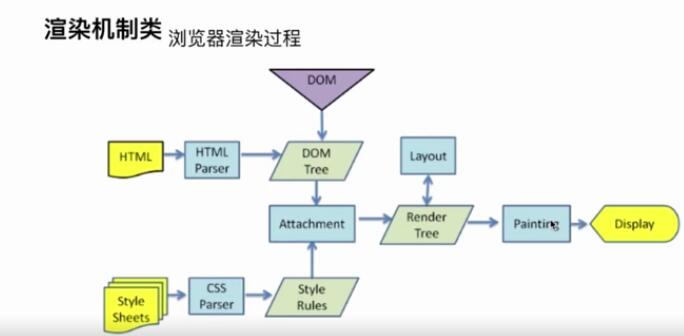 渲染机制类 浏览器渲染过程
DOM
HTML
HTML
Parser
DOM
Tree
Layout
Attachment
Render
Tree
Painting
Display
Style
Sheets
CSS
Parser
Style
Rules